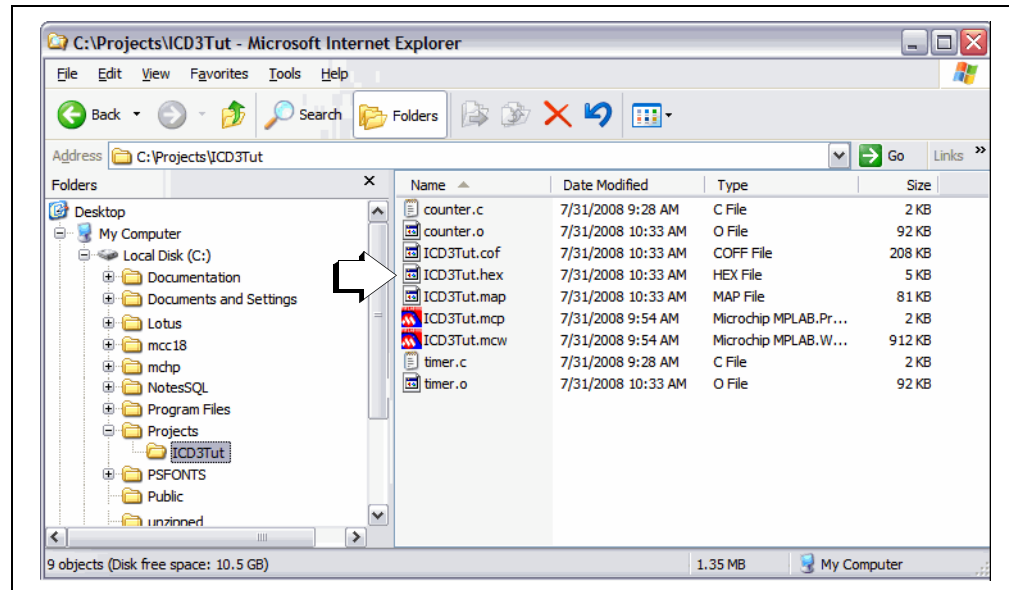 C:\Projects\ICD3Tut - Microsoft Internet Explorer
File Edit View Favorites Tools Help
Back Search Folders
Address C:\Projects\ICD3Tut Go Links »
Folders x
Desktop
My Computer
Local Disk (C:)
Documentation
Documents and Settings
Lotus
mcc18
mchp
NotesSQL
Program Files
Projects
ICD3Tut
PSFONTS
Public
unzipped
Name Date Modified Type Size
counter.c 7/31/2008 9:28 AM C File 2 KB
counter.o 7/31/2008 10:33 AM O File 92 KB
ICD3Tut.cof 7/31/2008 10:33 AM COFF File 208 KB
ICD3Tut.hex 7/31/2008 10:33 AM HEX File 5 KB
ICD3Tut.map 7/31/2008 10:33 AM MAP File 81 KB
ICD3Tut.mcp 7/31/2008 9:54 AM Microchip MPLAB.Pr... 2 KB
ICD3Tut.mcw 7/31/2008 9:54 AM Microchip MPLAB.W... 912 KB
timer.c 7/31/2008 9:28 AM C File 2 KB
timer.o 7/31/2008 10:33 AM O File 92 KB
9 objects (Disk free space: 10.5 GB) 1.35 MB My Computer